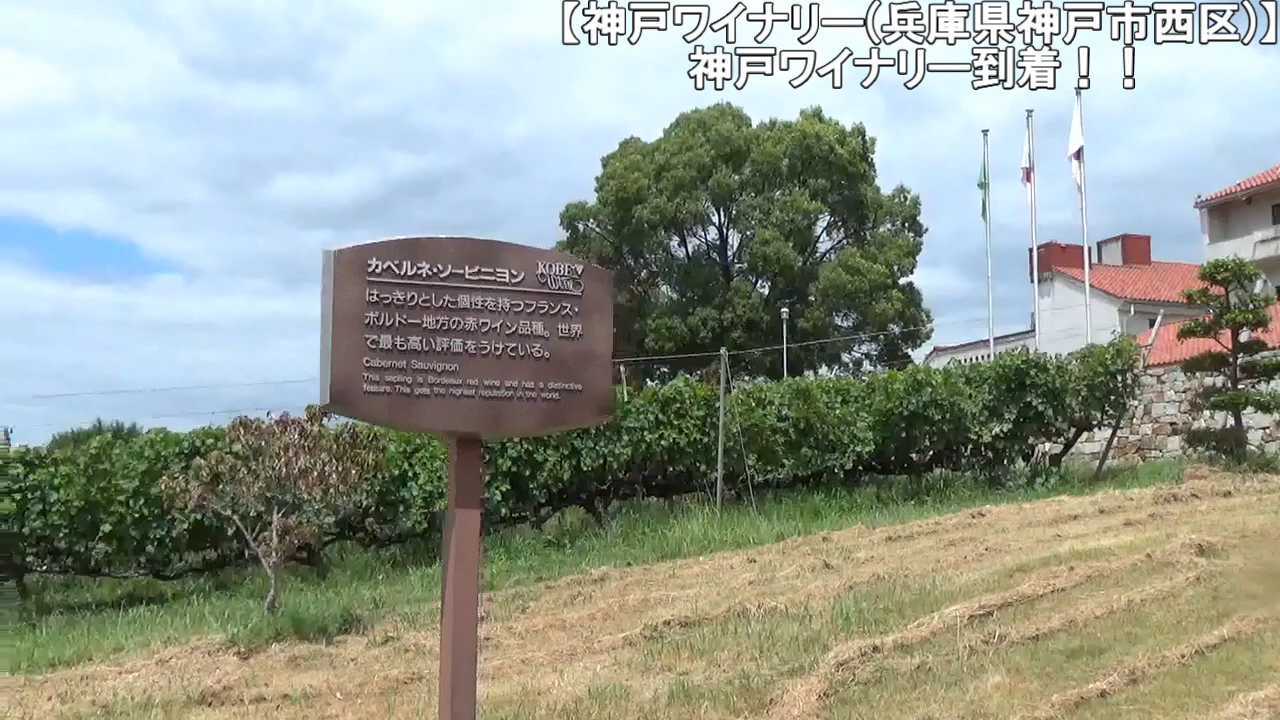 【神戸ワイナリー(兵庫県神戸市西区)】
神戸ワイナリー到着！！
カベルネ・ソービニヨン
KOBE WINE
はっきりとした個性を持つフランス・
ボルドー地方の赤ワイン品種。世界
で最も高い評価をうけている。
Cabernet Sauvignon
This sapling is Bordeaux red wine and has a distinctive
feature. This gets the highest reputation in the world.